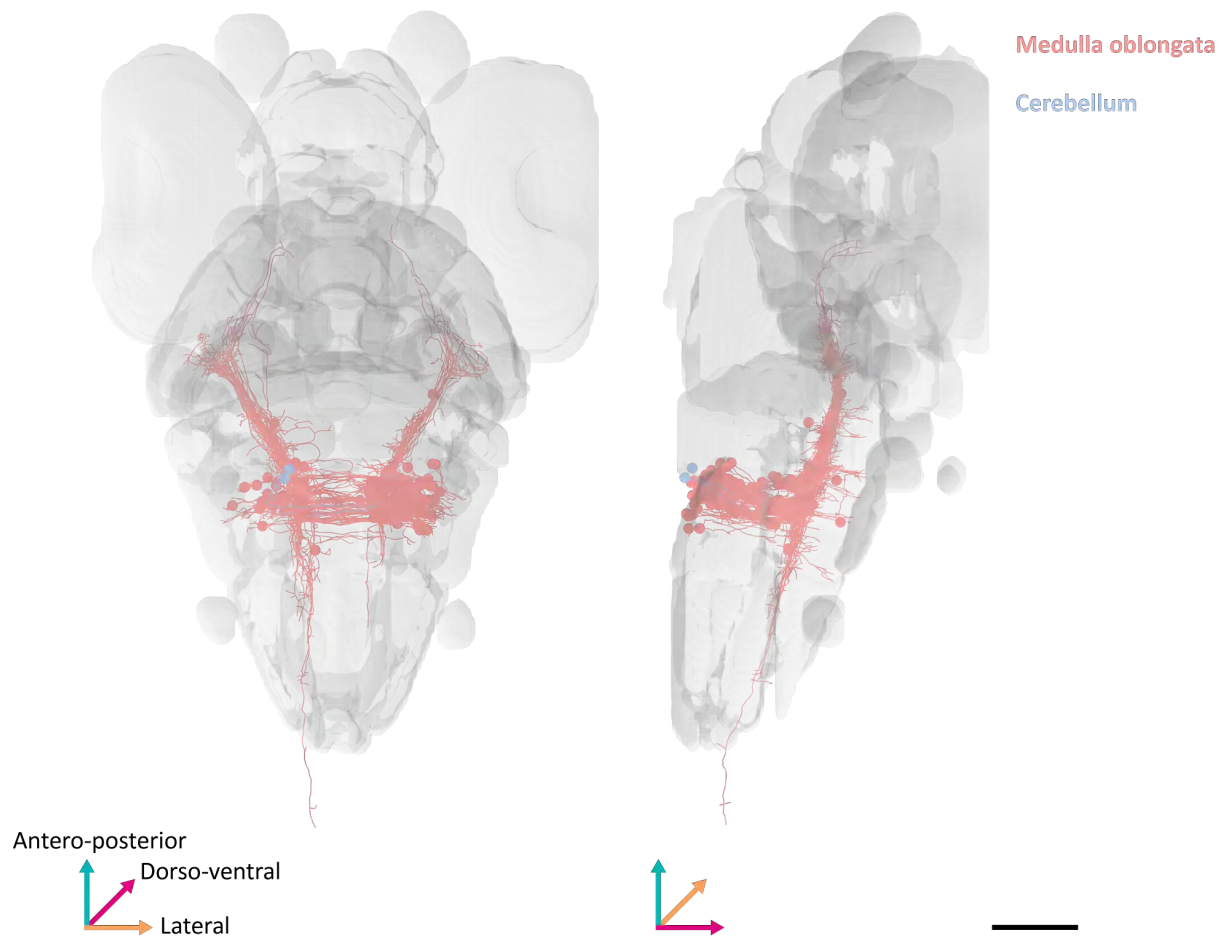 Medulla oblongata
Cerebellum
Antero-posterior
Dorso-ventral
Lateral